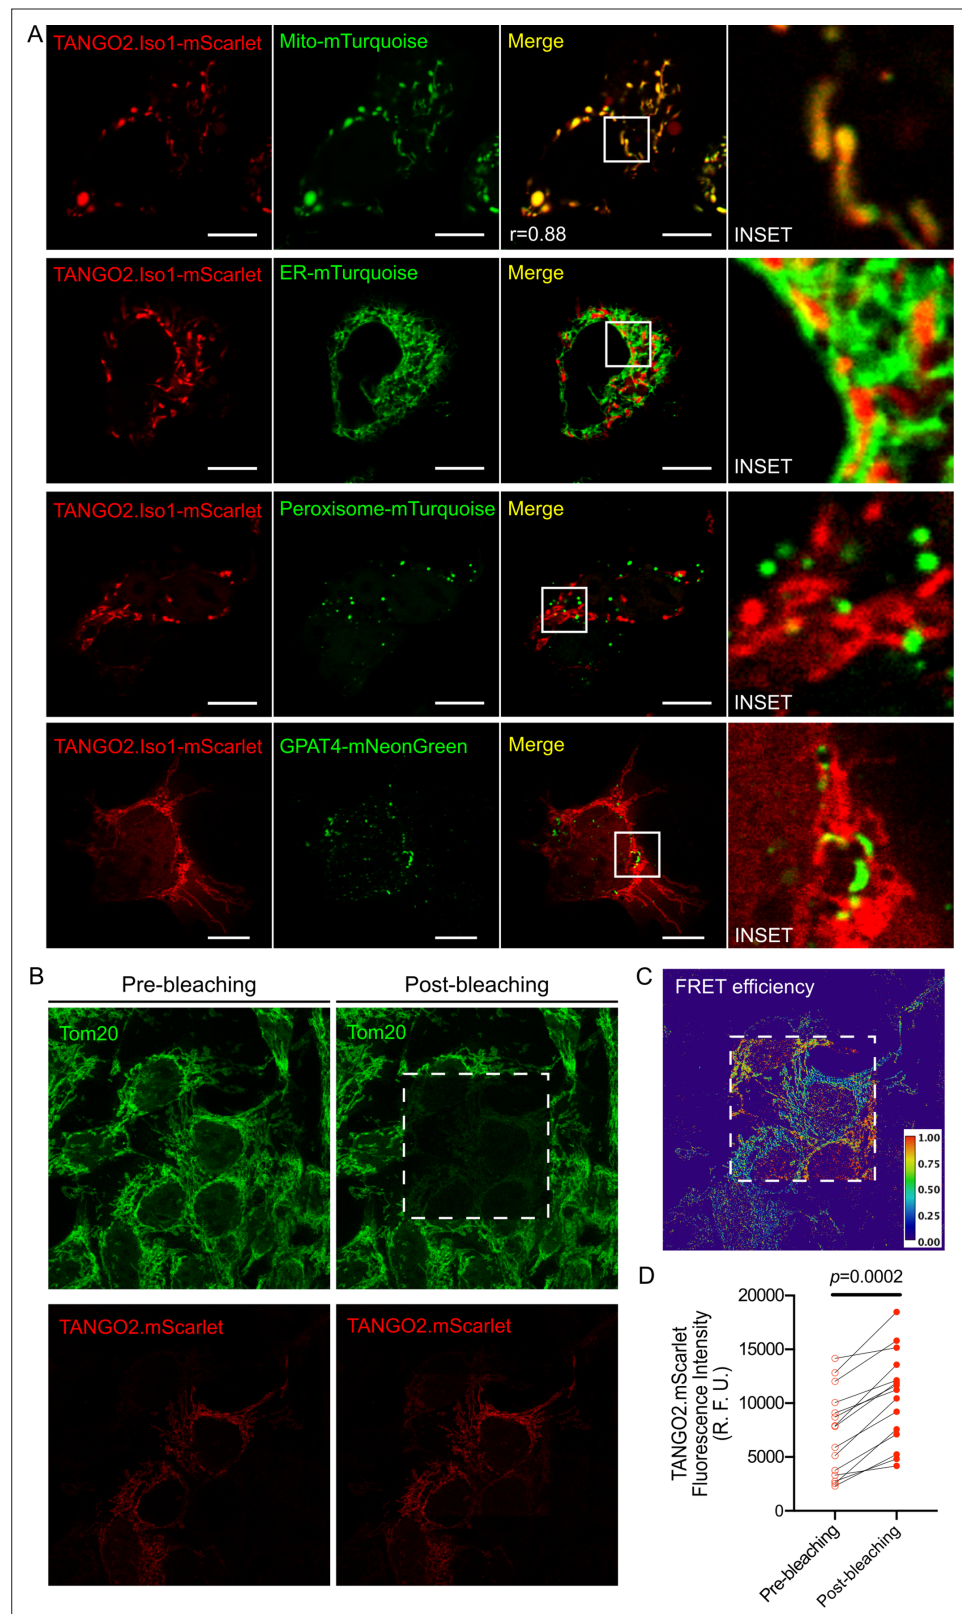 A
TANGO2.Iso1-mScarlet
Mito-mTurquoise
Merge
r=0.88
INSET
TANGO2.Iso1-mScarlet
ER-mTurquoise
Merge
INSET
TANGO2.Iso1-mScarlet
Peroxisome-mTurquoise
Merge
INSET
TANGO2.Iso1-mScarlet
GPAT4-mNeonGreen
Merge
INSET
B
Pre-bleaching
Post-bleaching
Tom20
Tom20
TANGO2.mScarlet
TANGO2.mScarlet
C
FRET efficiency
1.00
0.75
0.50
0.25
0.00
D
p=0.0002
20000
15000
10000
5000
0
TANGO2.mScarlet
Fluorescence Intensity
(R. F. U.)
Pre-bleaching
Post-bleaching